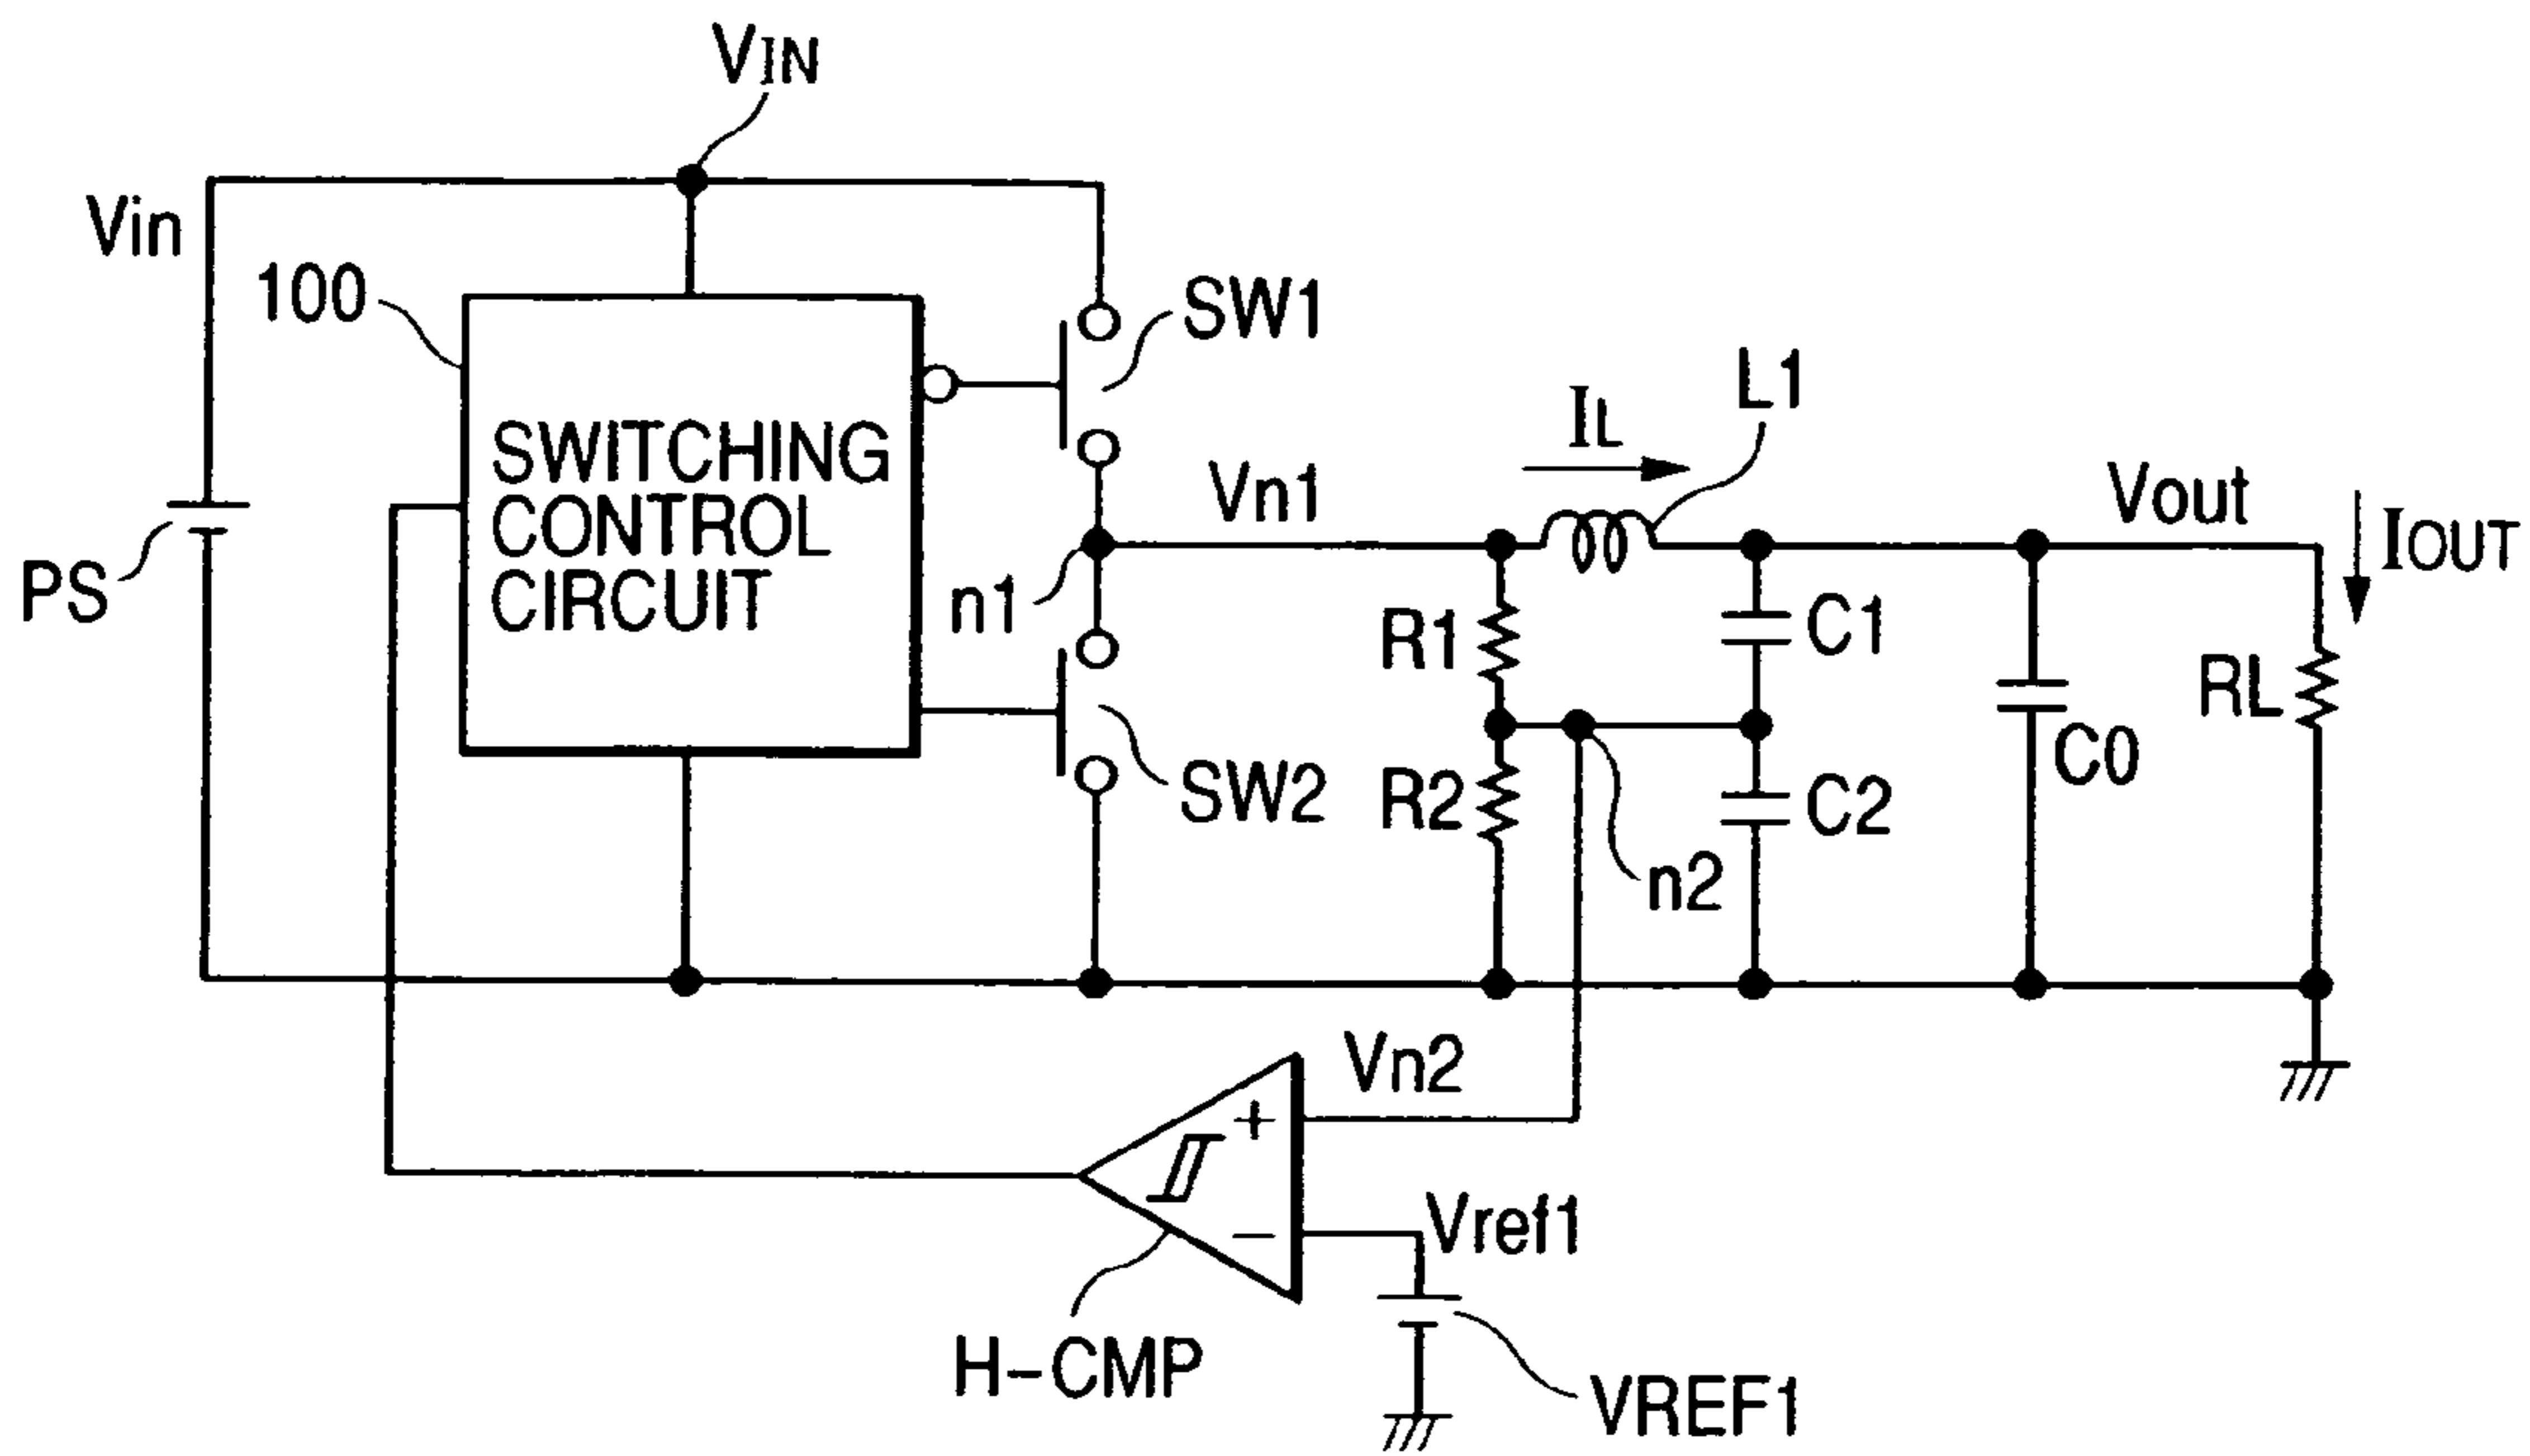 VIN
Vin
100
SW1
L1
IL
SWITCHING
CONTROL
CIRCUIT
Vn1
Vout
IOUT
PS
n1
R1
C1
RL
C0
SW2
R2
C2
n2
Vn2
+
Vref1
−
H-CMP
VREF1